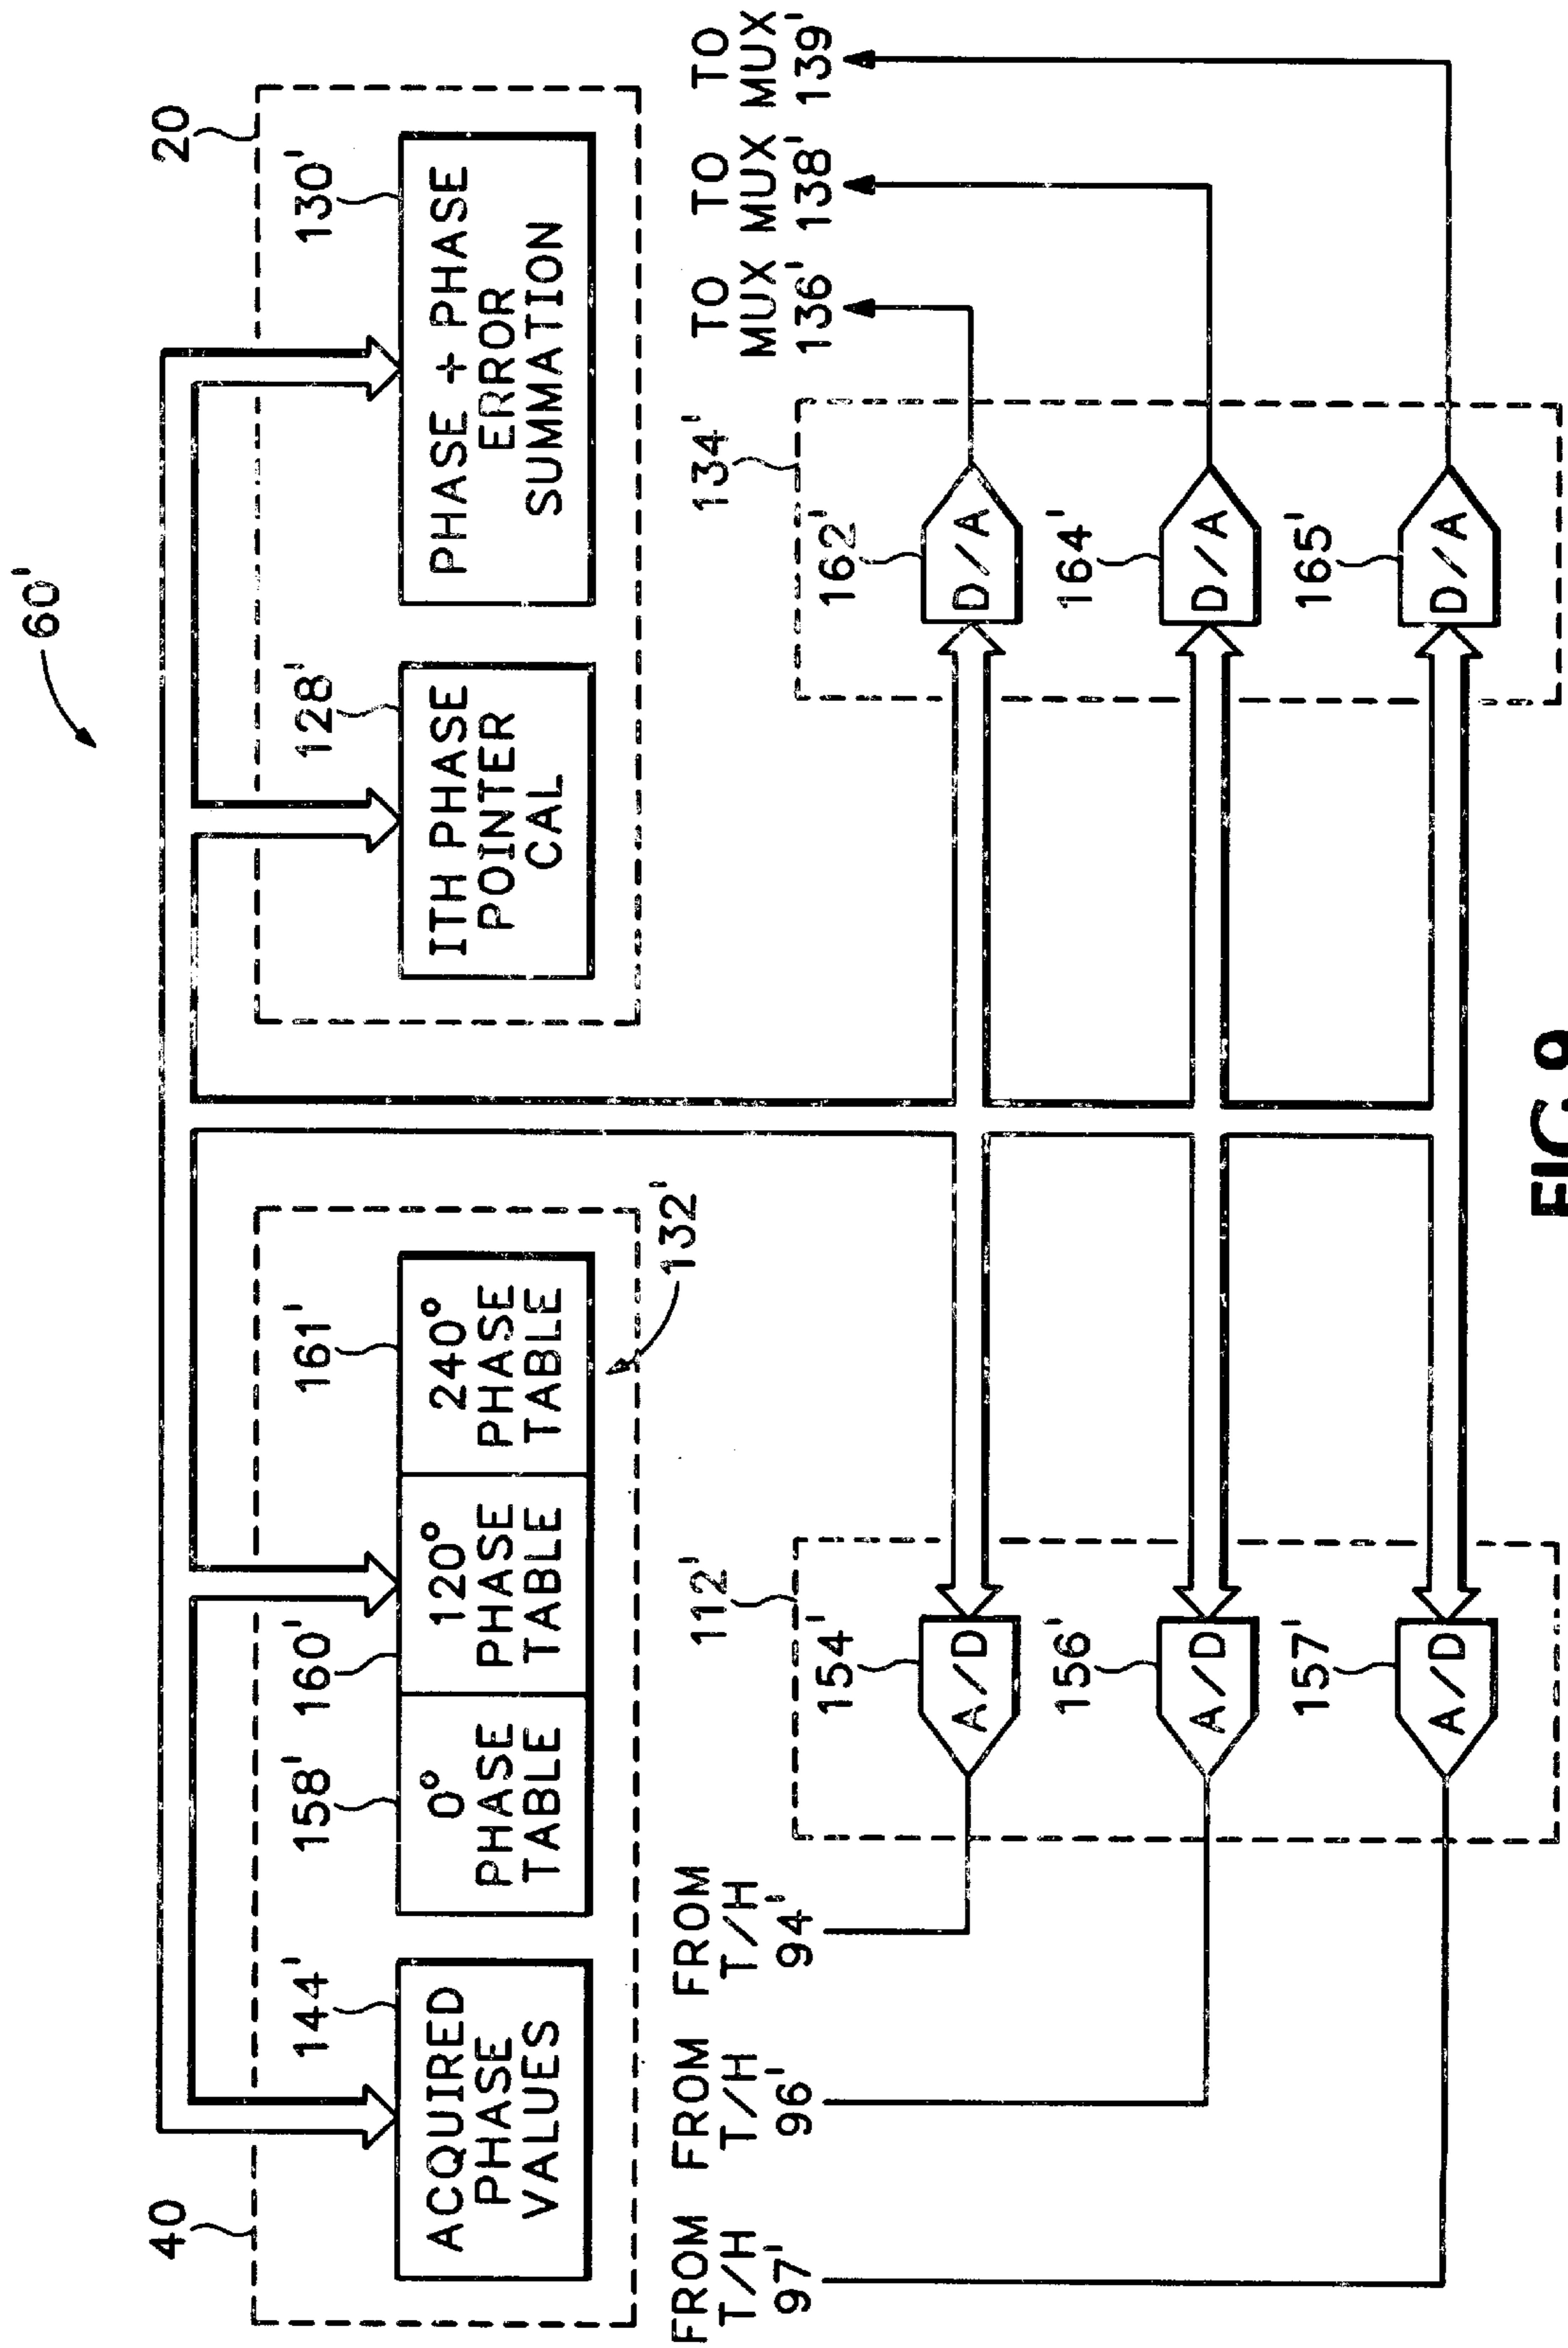 60'
40
144'
ACQUIRED
PHASE
VALUES
158'
0°
PHASE
TABLE
160'
120°
PHASE
TABLE
161'
240°
PHASE
TABLE
132'
20
128'
ITH PHASE
POINTER
CAL
130'
PHASE + PHASE
ERROR
SUMMATION
FROM
T/H
97'
FROM
T/H
96'
FROM
T/H
94'
112'
154'
A/D
156'
A/D
157'
A/D
134'
162'
D/A
164'
D/A
165'
D/A
TO
MUX
136'
TO
MUX
138'
TO
MUX
139'